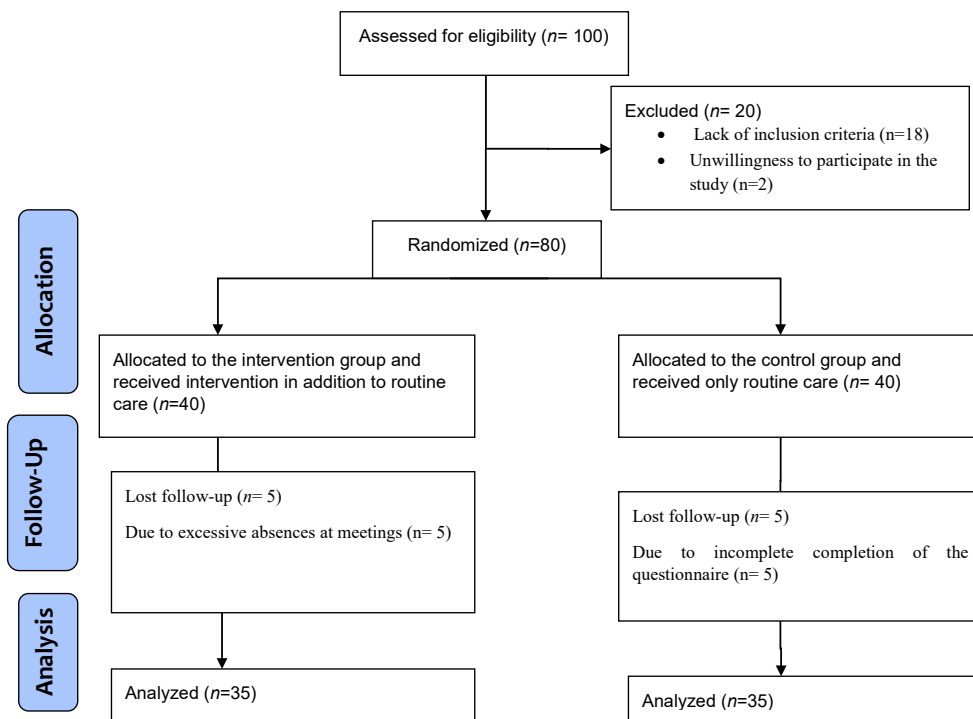 Assessed for eligibility (n= 100)
Excluded (n= 20)
• Lack of inclusion criteria (n=18)
• Unwillingness to participate in the
study (n=2)
Randomized (n=80)
Allocation
Allocated to the intervention group and
received intervention in addition to routine
care (n=40)
Allocated to the control group and
received only routine care (n= 40)
Follow-Up
Lost follow-up (n= 5)
Due to excessive absences at meetings (n= 5)
Lost follow-up (n= 5)
Due to incomplete completion of the
questionnaire (n= 5)
Analysis
Analyzed (n=35)
Analyzed (n=35)